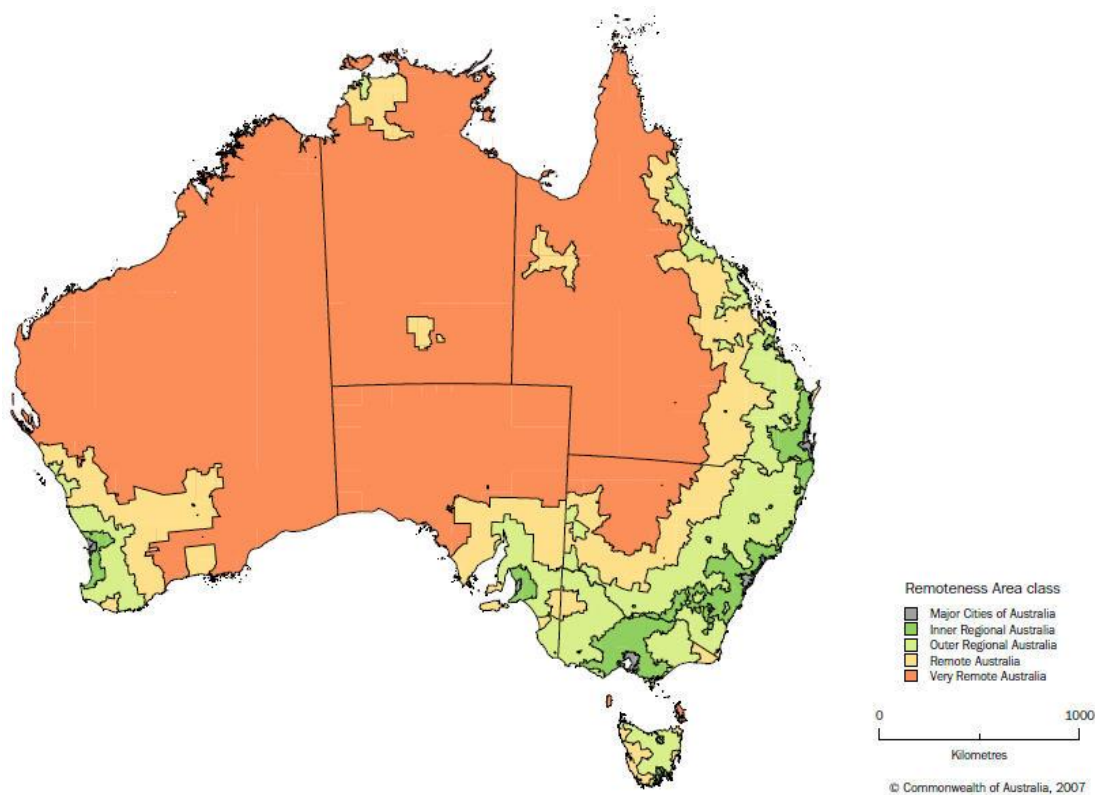 Remoteness Area class
Major Cities of Australia
Inner Regional Australia
Outer Regional Australia
Remote Australia
Very Remote Australia
0 1000
Kilometres
© Commonwealth of Australia, 2007